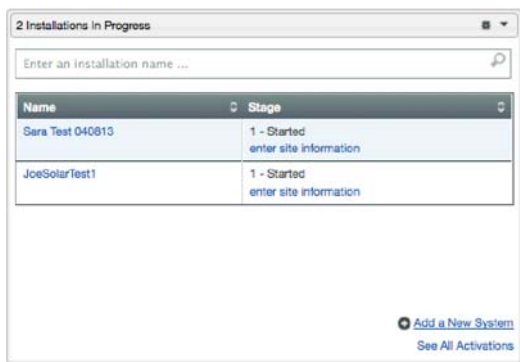 2 Installations In Progress
Enter an installation name ...
Name Stage
Sara Test 040813 1 - Started
enter site information
JoeSolarTest1 1 - Started
enter site information
Add a New System
See All Activations